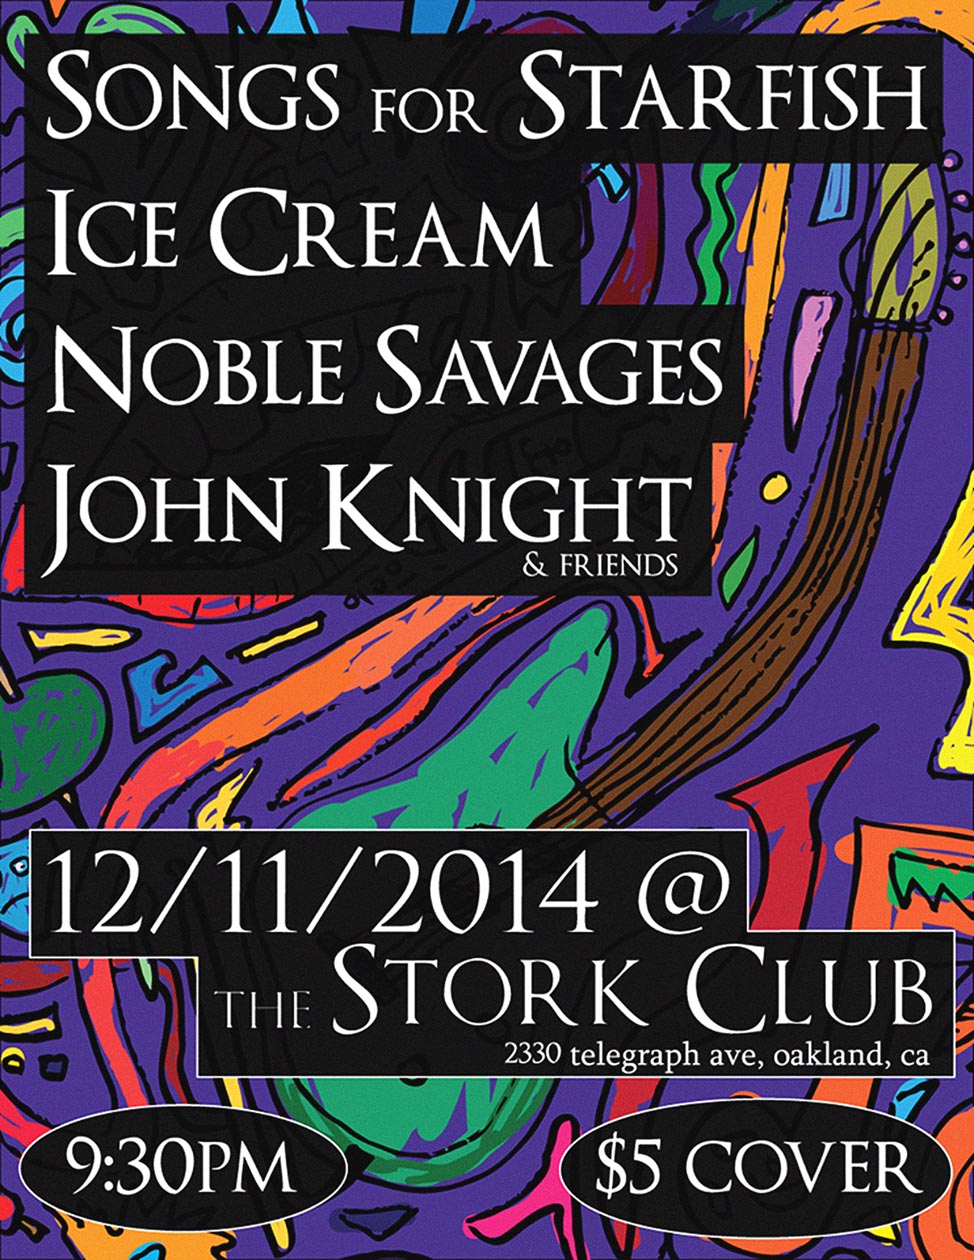 Songs for Starfish
Ice Cream
Noble Savages
John Knight
& friends
12/11/2014 @
the Stork Club
2330 telegraph ave, oakland, ca
9:30PM
$5 cover